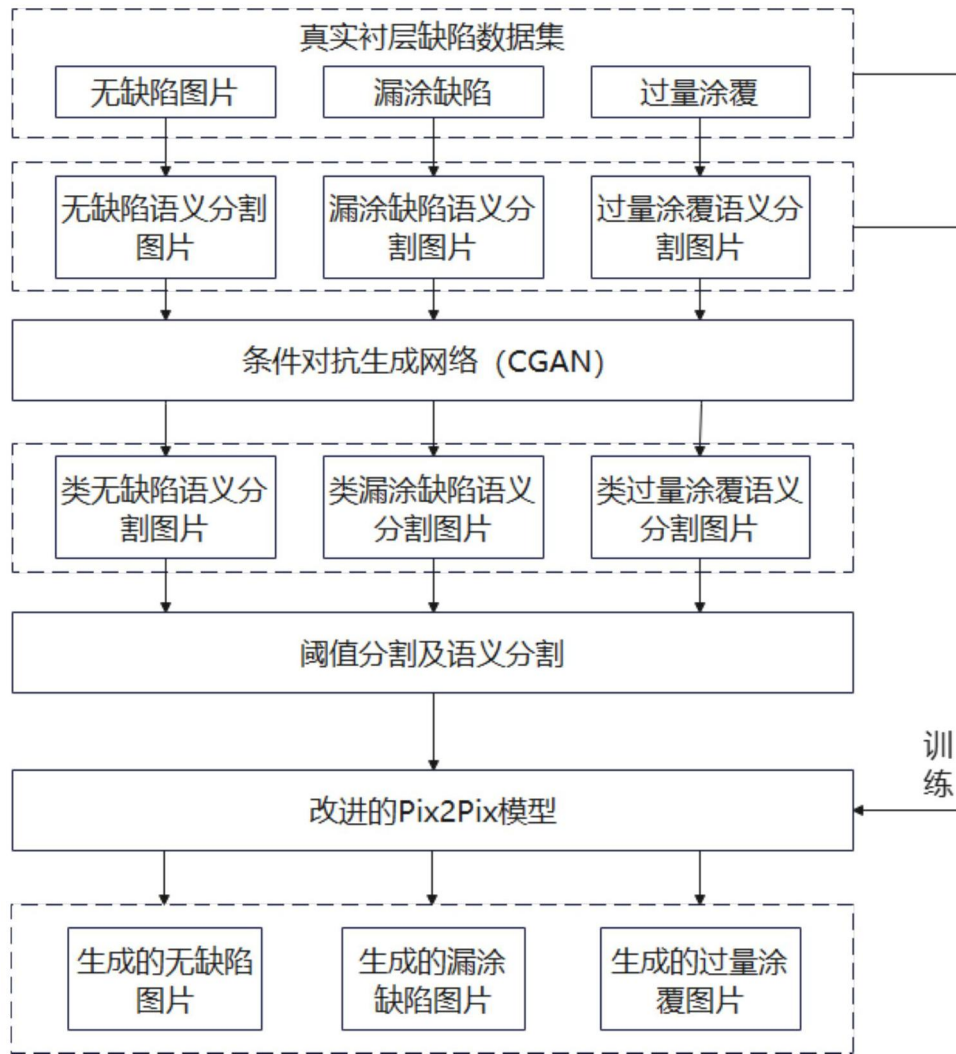 真实衬层缺陷数据集
无缺陷图片
漏涂缺陷
过量涂覆
无缺陷语义分割
图片
漏涂缺陷语义分
割图片
过量涂覆语义分
割图片
条件对抗生成网络（CGAN）
类无缺陷语义分
割图片
类漏涂缺陷语义
分割图片
类过量涂覆语义
分割图片
阈值分割及语义分割
训
练
改进的Pix2Pix模型
生成的无缺陷
图片
生成的漏涂
缺陷图片
生成的过量涂
覆图片